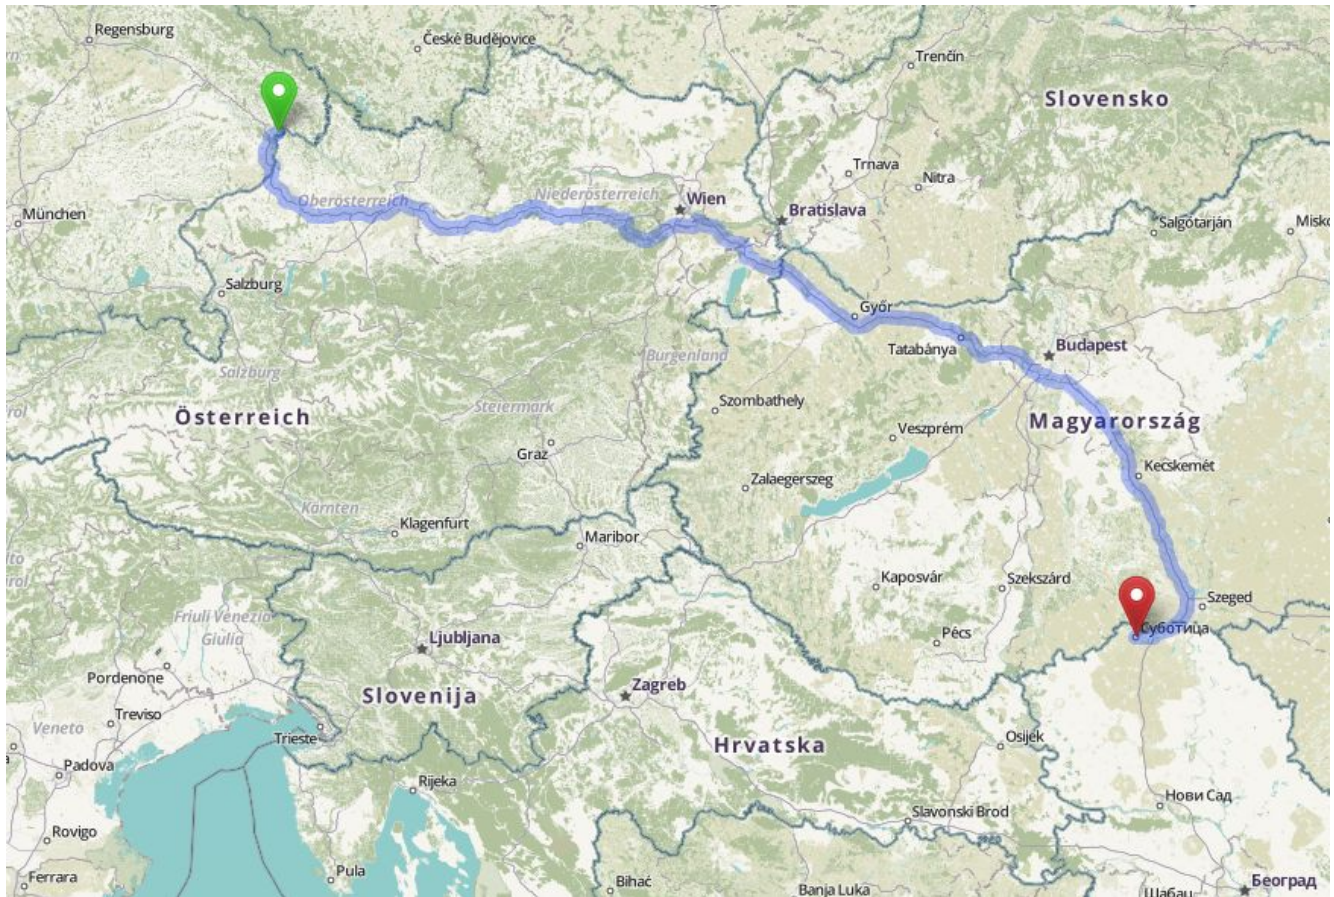 Regensburg
České Budějovice
Trenčín
Slovensko
Trnava
Nitra
München
Oberösterreich
Niederösterreich
Wien
Bratislava
Salgótarján
Salzburg
Győr
Tatabánya
Budapest
Burgenland
Salzburg
Steiermark
Szombathely
Österreich
Magyarország
Veszprém
Graz
Kecskemét
Zalaegerszeg
Kärnten
Klagenfurt
Maribor
Kaposvár
Szekszárd
Szeged
Friuli Venezia
Giulia
Ljubljana
Pécs
Суботица
Pordenone
Slovenija
Zagreb
Treviso
Veneto
Trieste
Hrvatska
Osijek
Padova
Rijeka
Нови Сад
Slavonski Brod
Rovigo
Pula
Ferrara
Bihać
Banja Luka
Шабац
Београд